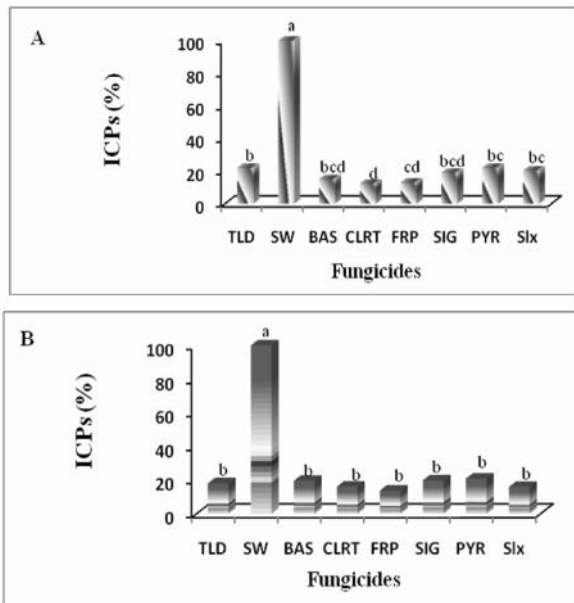 A
ICPs (%)
100
80
60
40
20
0
b
a
bcd
d
cd
bcd
bc
bc
TLD SW BAS CLRT FRP SIG PYR Slx
Fungicides
B
ICPs (%)
100
80
60
40
20
0
b
a
b
b
b
b
b
b
TLD SW BAS CLRT FRP SIG PYR Slx
Fungicides